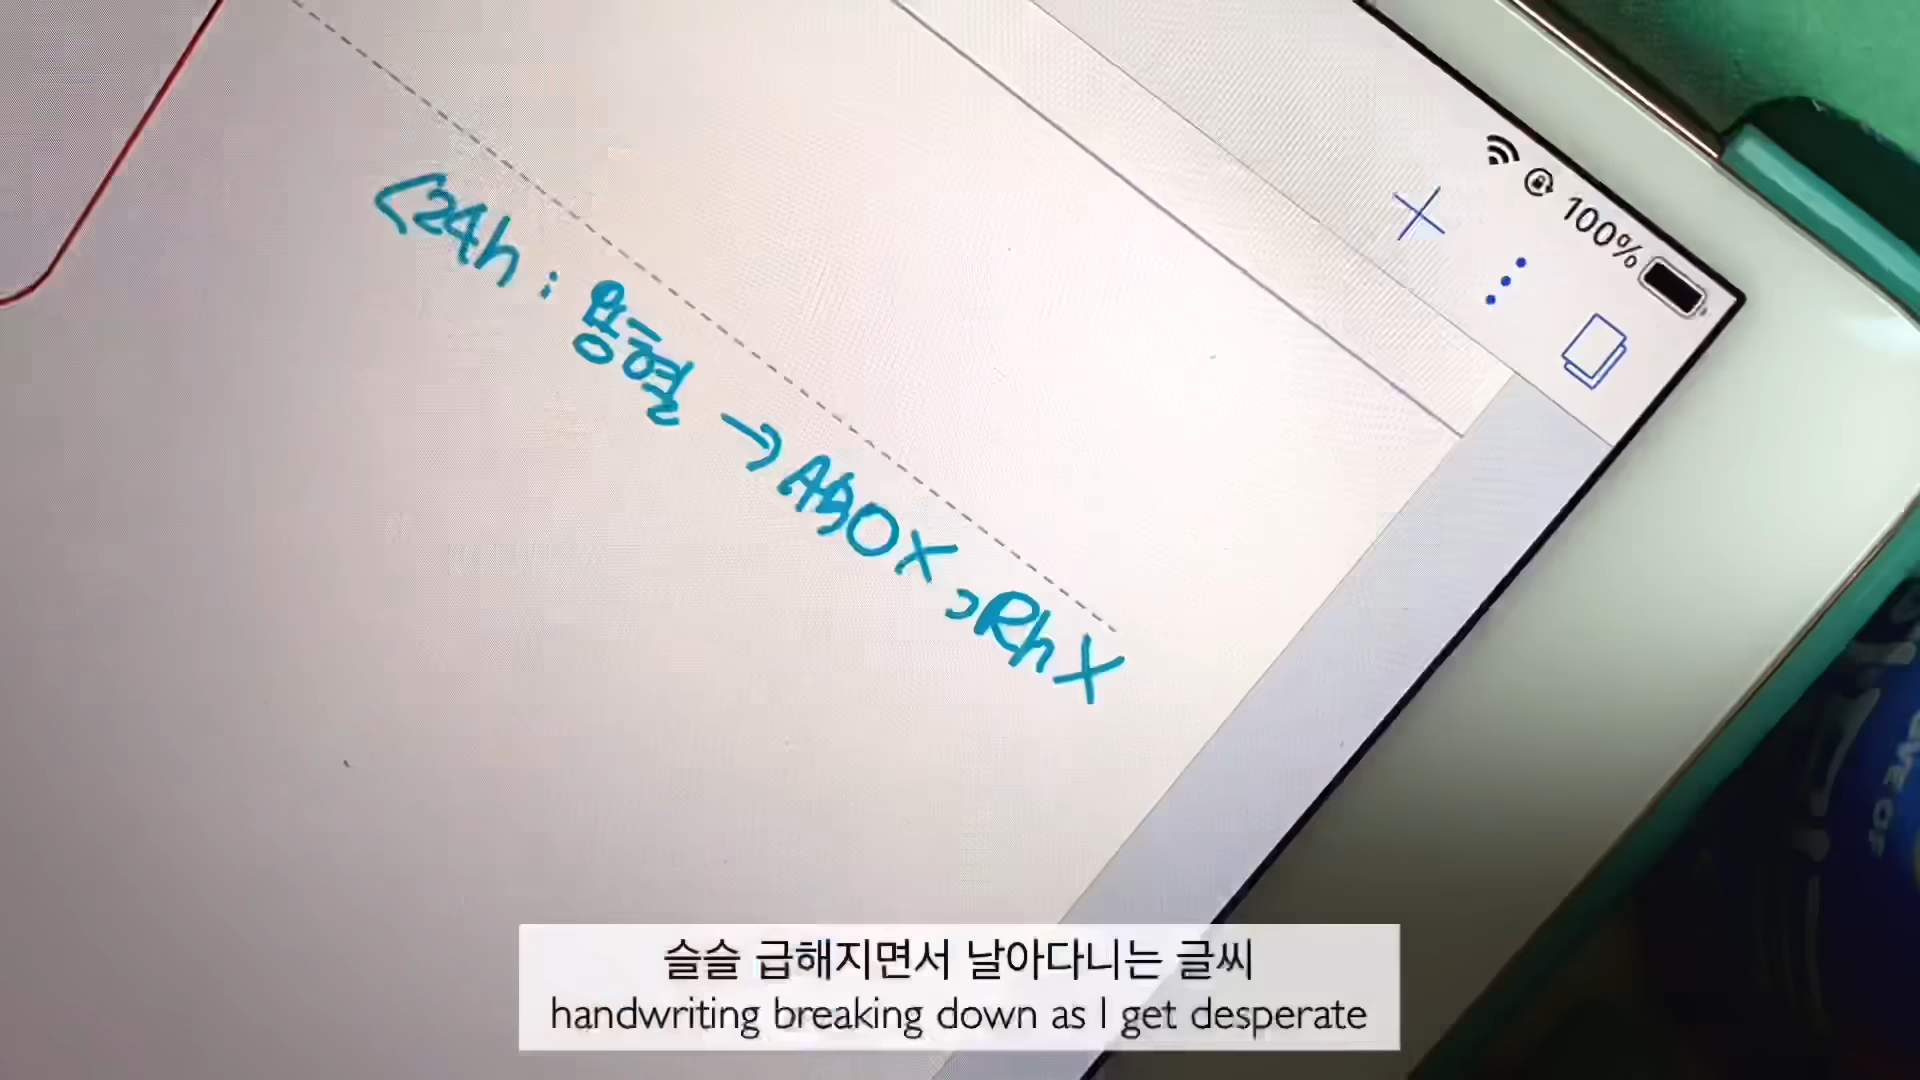 100%
<24h : 용혈 → ABO X, Rh X
슬슬 급해지면서 날아다니는 글씨
handwriting breaking down as I get desperate